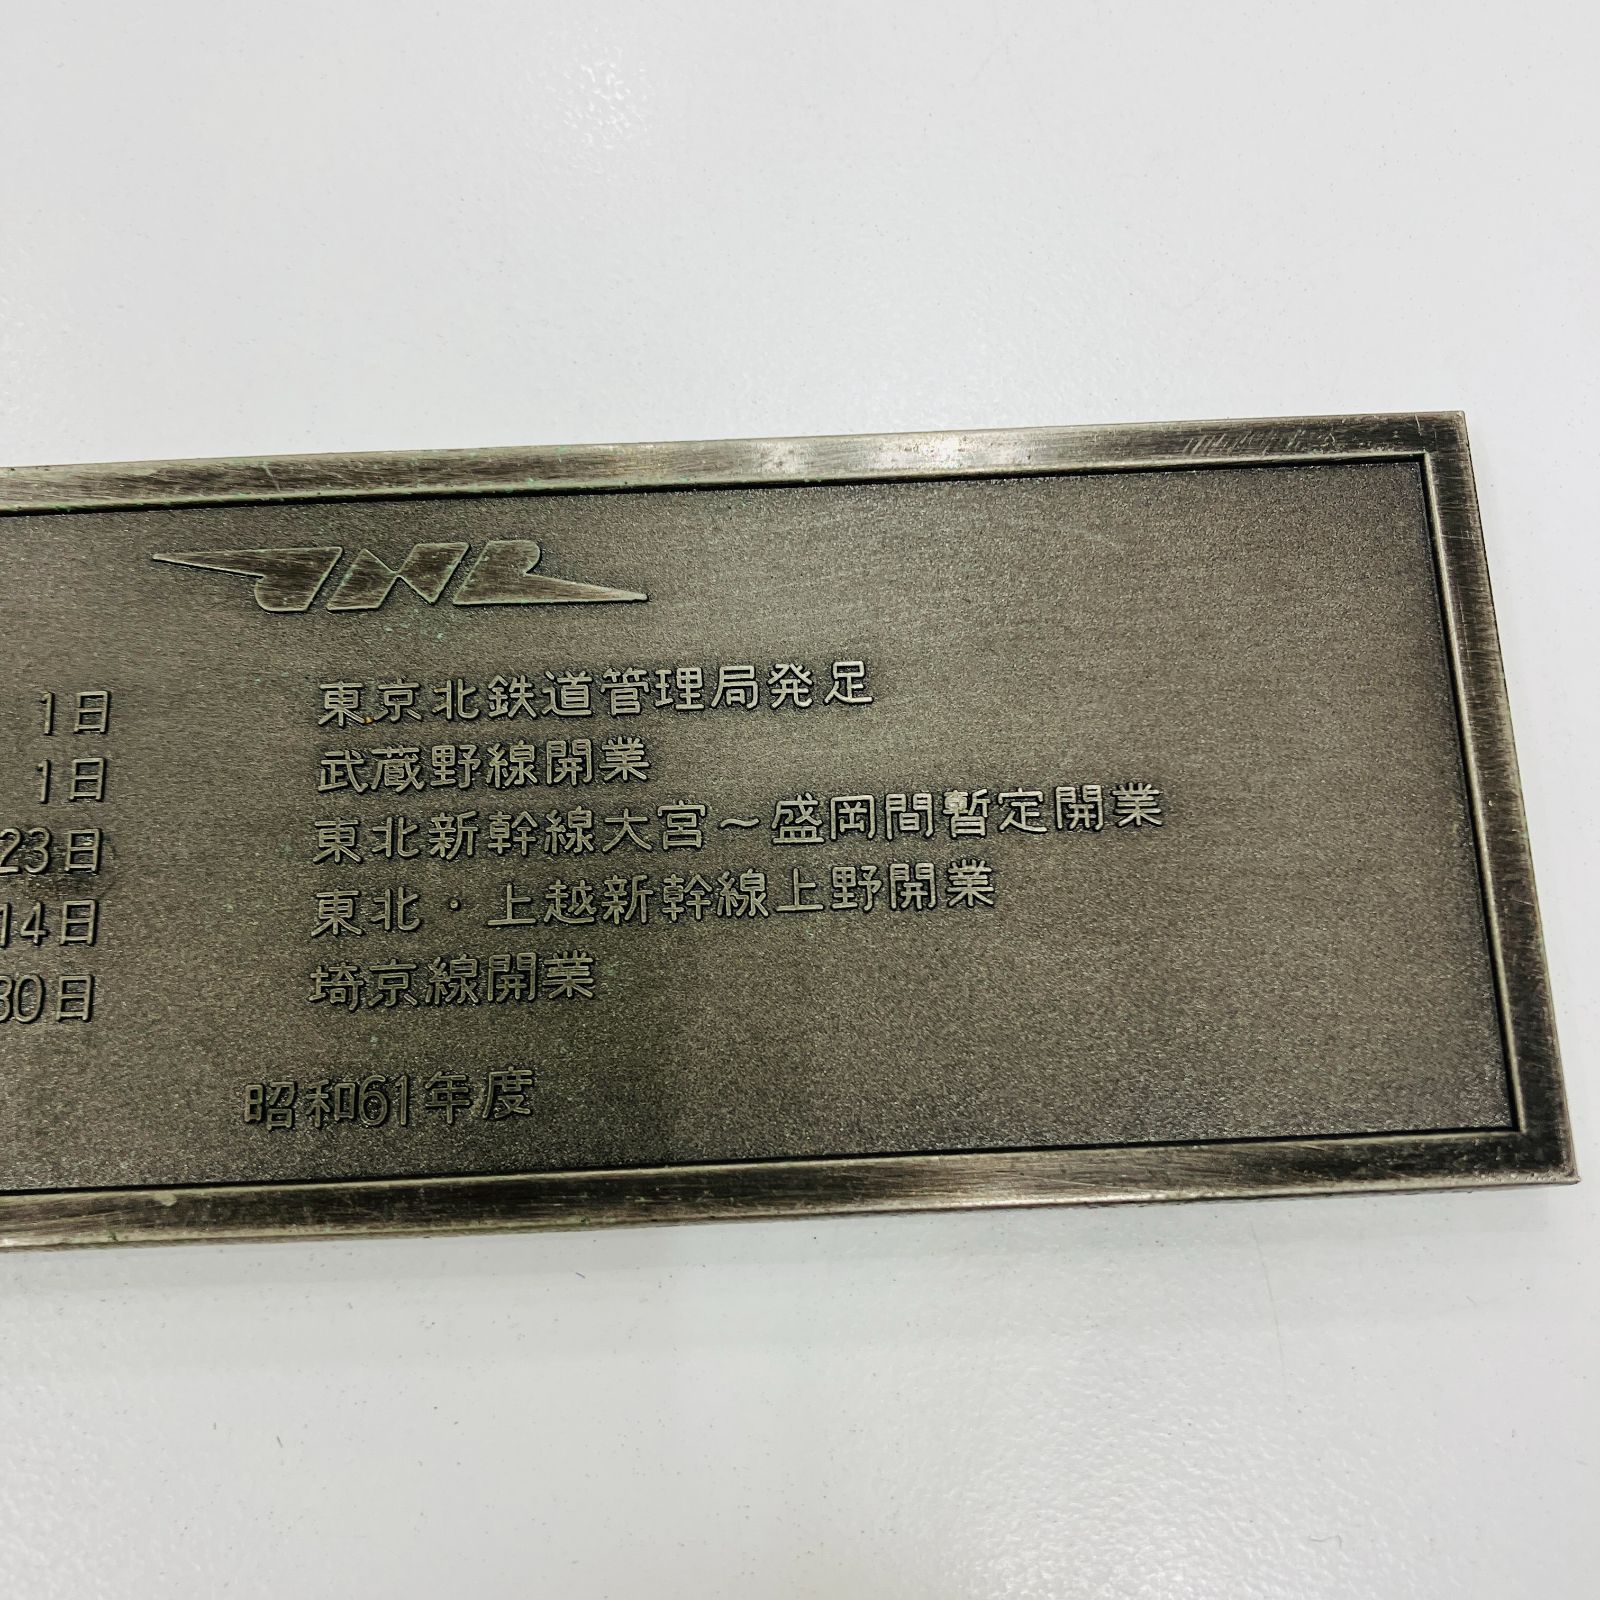 JNR
1日 東京北鉄道管理局発足
1日 武蔵野線開業
23日 東北新幹線大宮～盛岡間暫定開業
14日 東北・上越新幹線上野開業
30日 埼京線開業
昭和61年度